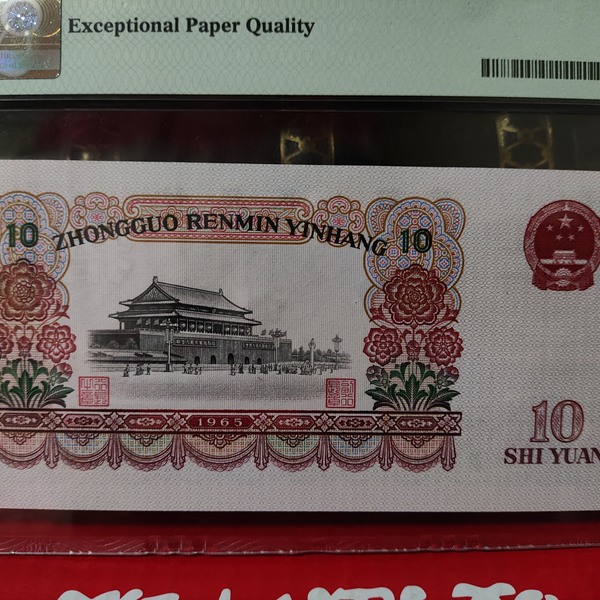 Exceptional Paper Quality
10 ZHONGGUO RENMIN YINHANG 10
1965
10
SHI YUAN